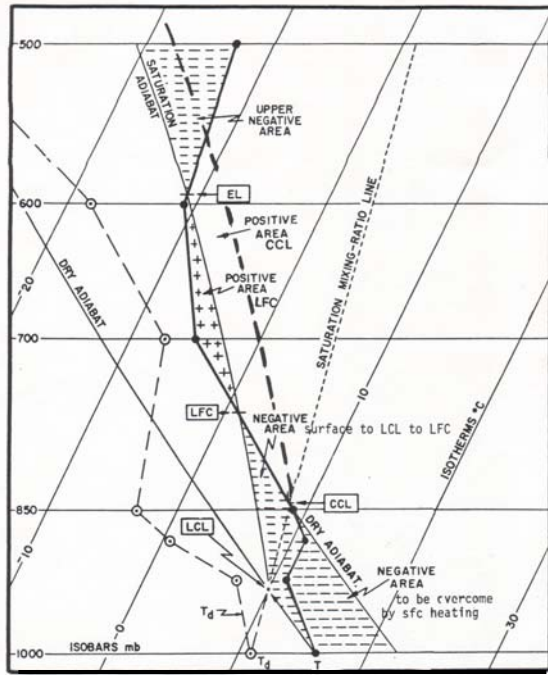 500
SATURATION
ADIABAT
UPPER
NEGATIVE
AREA
EL
600
POSITIVE
AREA
CCL
POSITIVE
AREA
LFC
-20
DRY ADIABAT
SATURATION MIXING-RATIO LINE
700
10
LFC
NEGATIVE
AREA surface to LCL to LFC
ISOTHERMS °C
850
CCL
LCL
DRY ADIABAT
-10
NEGATIVE
AREA
to be overcome
by sfc heating
Td
0
30
1000
ISOBARS mb
Td
T